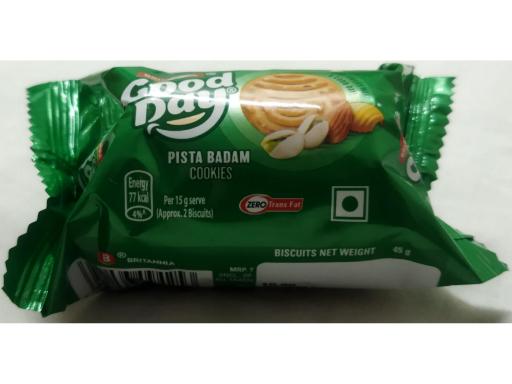 Good
Day®
PISTA BADAM
COOKIES
Energy
77 kcal
4%
Per 15 g serve
(Approx. 2 Biscuits)
ZERO Trans Fat
BISCUITS NET WEIGHT 45 g
B ® BRITANNIA
MRP